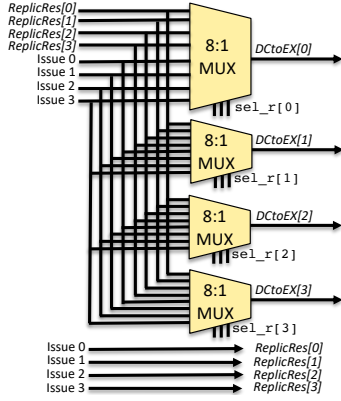 ReplicRes[0]
ReplicRes[1]
ReplicRes[2]
ReplicRes[3]
Issue 0
Issue 1
Issue 2
Issue 3
8:1
MUX
DCtoEX[0]
sel_r[0]
8:1
MUX
DCtoEX[1]
sel_r[1]
8:1
MUX
DCtoEX[2]
sel_r[2]
8:1
MUX
DCtoEX[3]
sel_r[3]
Issue 0 ReplicRes[0]
Issue 1 ReplicRes[1]
Issue 2 ReplicRes[2]
Issue 3 ReplicRes[3]